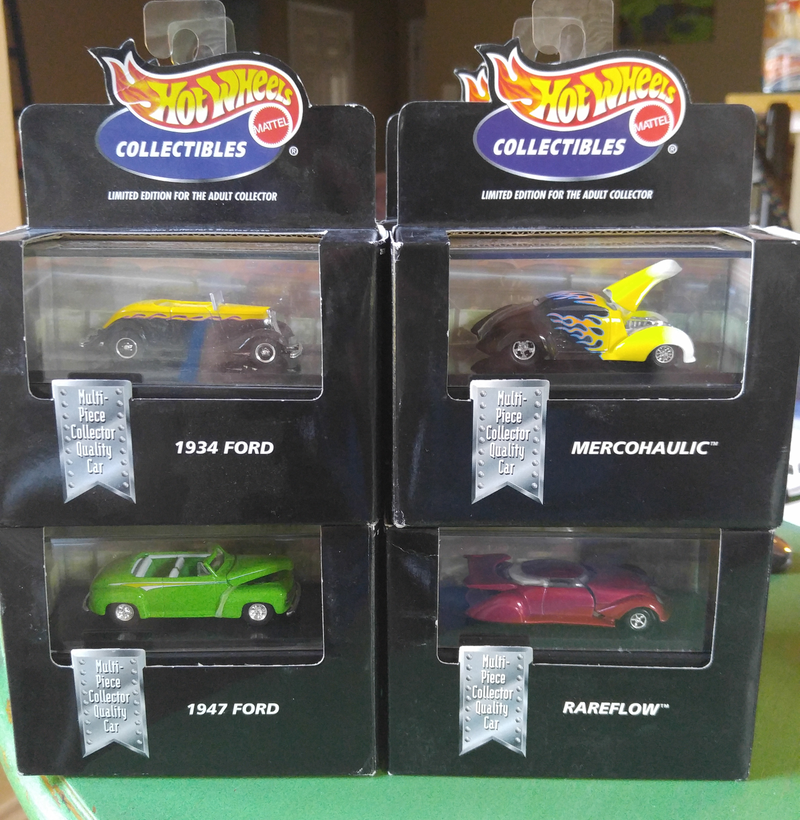 HOT WHEELS
MATTEL
COLLECTIBLES®
LIMITED EDITION FOR THE ADULT COLLECTOR
Multi-
Piece
Collector
Quality
Car
1934 FORD
HOT WHEELS
MATTEL
COLLECTIBLES®
LIMITED EDITION FOR THE ADULT COLLECTOR
Multi-
Piece
Collector
Quality
Car
MERCOHAULIC™
Multi-
Piece
Collector
Quality
Car
1947 FORD
Multi-
Piece
Collector
Quality
Car
RAREFLOW™